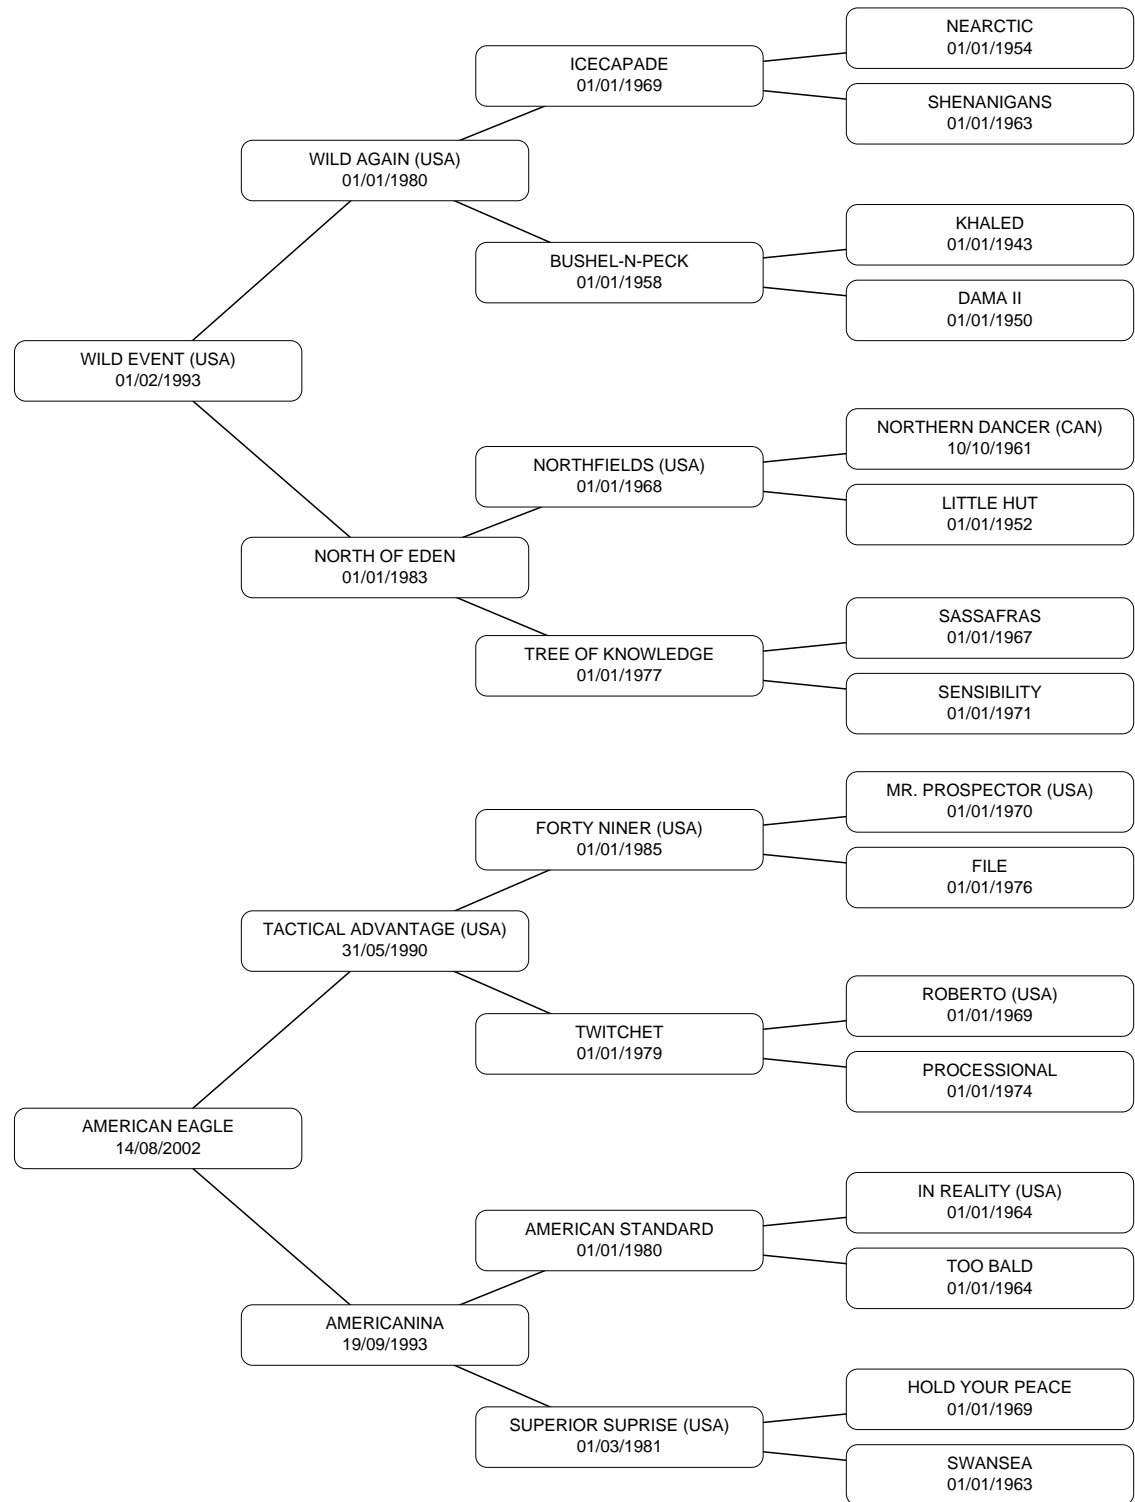 NEARCTIC
01/01/1954
ICECAPADE
01/01/1969
SHENANIGANS
01/01/1963
WILD AGAIN (USA)
01/01/1980
KHALED
01/01/1943
BUSHEL-N-PECK
01/01/1958
DAMA II
01/01/1950
WILD EVENT (USA)
01/02/1993
NORTHERN DANCER (CAN)
10/10/1961
NORTHFIELDS (USA)
01/01/1968
LITTLE HUT
01/01/1952
NORTH OF EDEN
01/01/1983
SASSAFRAS
01/01/1967
TREE OF KNOWLEDGE
01/01/1977
SENSIBILITY
01/01/1971
MR. PROSPECTOR (USA)
01/01/1970
FORTY NINER (USA)
01/01/1985
FILE
01/01/1976
TACTICAL ADVANTAGE (USA)
31/05/1990
ROBERTO (USA)
01/01/1969
TWITCHET
01/01/1979
PROCESSIONAL
01/01/1974
AMERICAN EAGLE
14/08/2002
IN REALITY (USA)
01/01/1964
AMERICAN STANDARD
01/01/1980
TOO BALD
01/01/1964
AMERICANINA
19/09/1993
HOLD YOUR PEACE
01/01/1969
SUPERIOR SUPRISE (USA)
01/03/1981
SWANSEA
01/01/1963